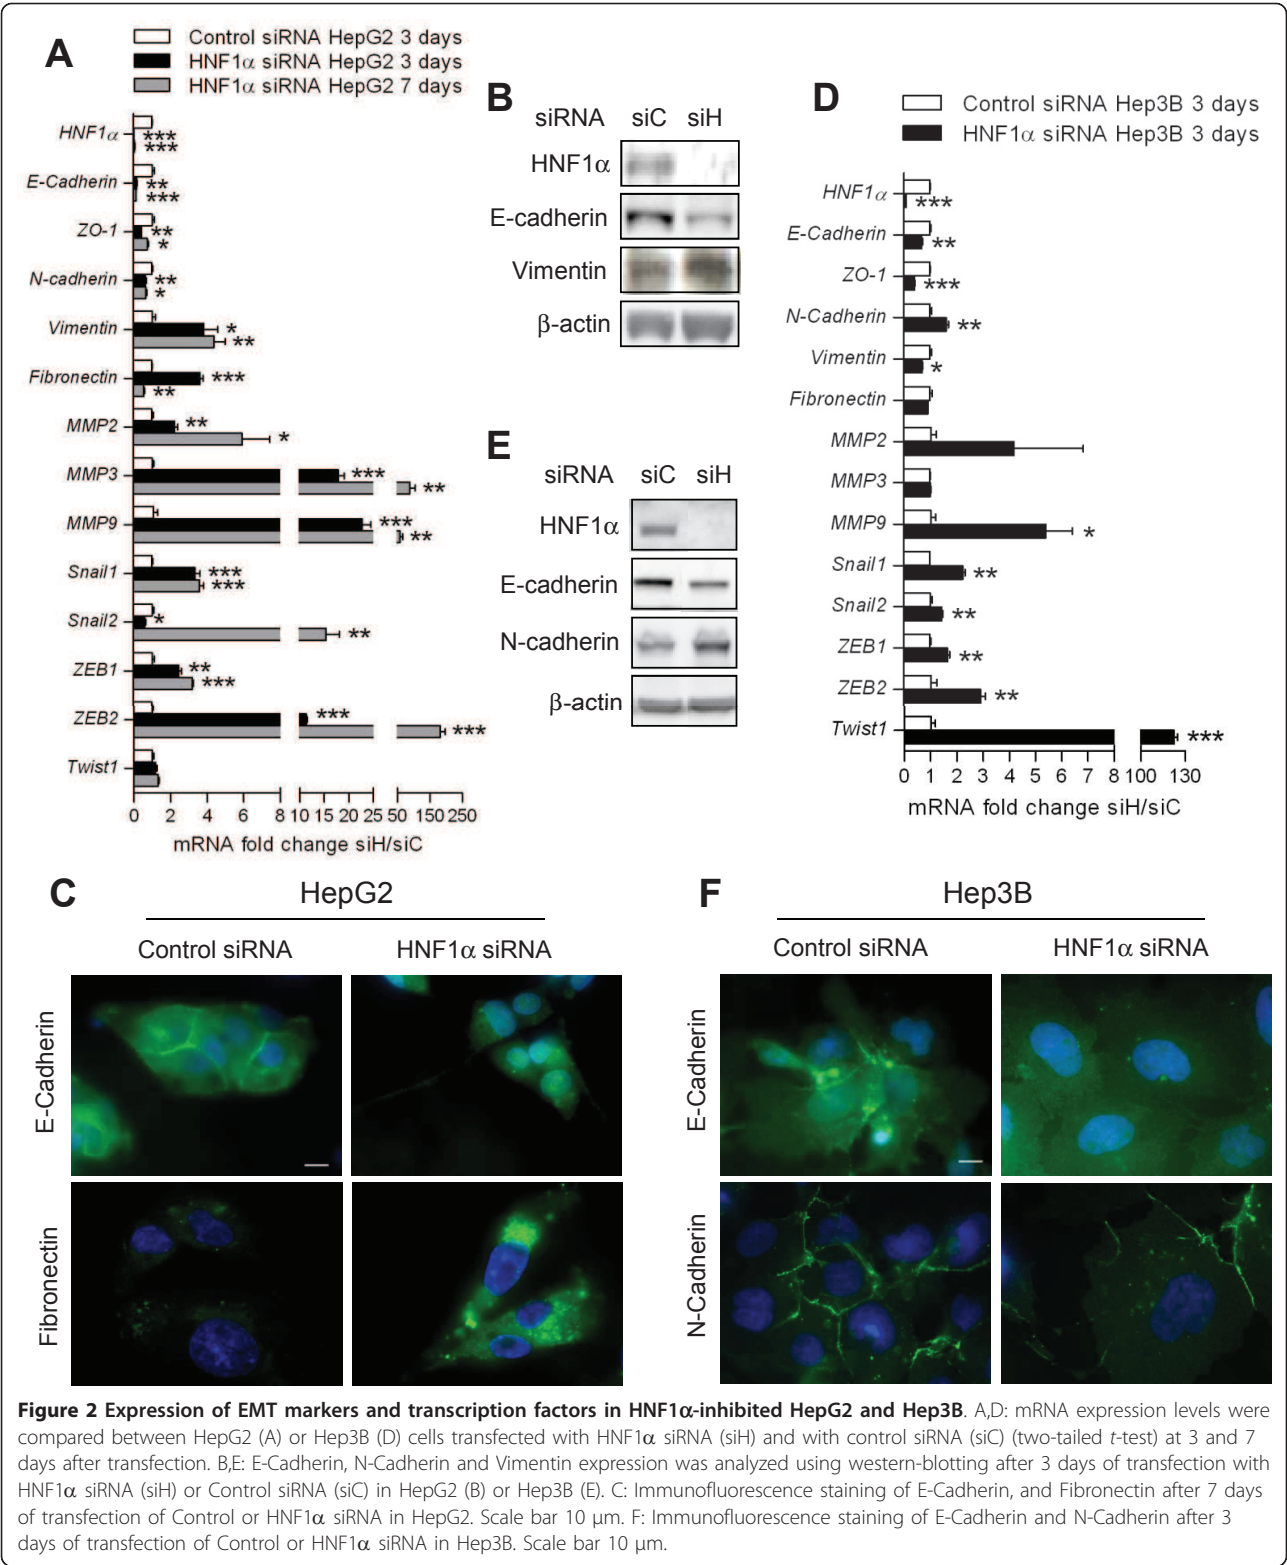 A
Control siRNA HepG2 3 days
HNF1α siRNA HepG2 3 days
HNF1α siRNA HepG2 7 days
HNF1α
***
***
E-Cadherin
**
***
ZO-1
**
*
N-cadherin
**
*
Vimentin
*
**
Fibronectin
***
**
MMP2
**
*
MMP3
***
**
MMP9
***
**
Snail1
***
***
Snail2
*
**
ZEB1
**
***
ZEB2
***
***
Twist1
0 2 4 6 8 10 15 20 25 50 150 250
mRNA fold change siH/siC
B
siRNA siC siH
HNF1α
E-cadherin
Vimentin
β-actin
D
Control siRNA Hep3B 3 days
HNF1α siRNA Hep3B 3 days
HNF1α
***
E-Cadherin
**
ZO-1
***
N-Cadherin
**
Vimentin
*
Fibronectin
MMP2
MMP3
MMP9
*
Snail1
**
Snail2
**
ZEB1
**
ZEB2
**
Twist1
***
0 1 2 3 4 5 6 7 8 100 130
mRNA fold change siH/siC
E
siRNA siC siH
HNF1α
E-cadherin
N-cadherin
β-actin
C
HepG2
Control siRNA HNF1α siRNA
E-Cadherin
Fibronectin
F
Hep3B
Control siRNA HNF1α siRNA
E-Cadherin
N-Cadherin
Figure 2 Expression of EMT markers and transcription factors in HNF1α-inhibited HepG2 and Hep3B. A,D: mRNA expression levels were
compared between HepG2 (A) or Hep3B (D) cells transfected with HNF1α siRNA (siH) and with control siRNA (siC) (two-tailed t-test) at 3 and 7
days after transfection. B,E: E-Cadherin, N-Cadherin and Vimentin expression was analyzed using western-blotting after 3 days of transfection with
HNF1α siRNA (siH) or Control siRNA (siC) in HepG2 (B) or Hep3B (E). C: Immunofluorescence staining of E-Cadherin, and Fibronectin after 7 days
of transfection of Control or HNF1α siRNA in HepG2. Scale bar 10 μm. F: Immunofluorescence staining of E-Cadherin and N-Cadherin after 3
days of transfection of Control or HNF1α siRNA in Hep3B. Scale bar 10 μm.